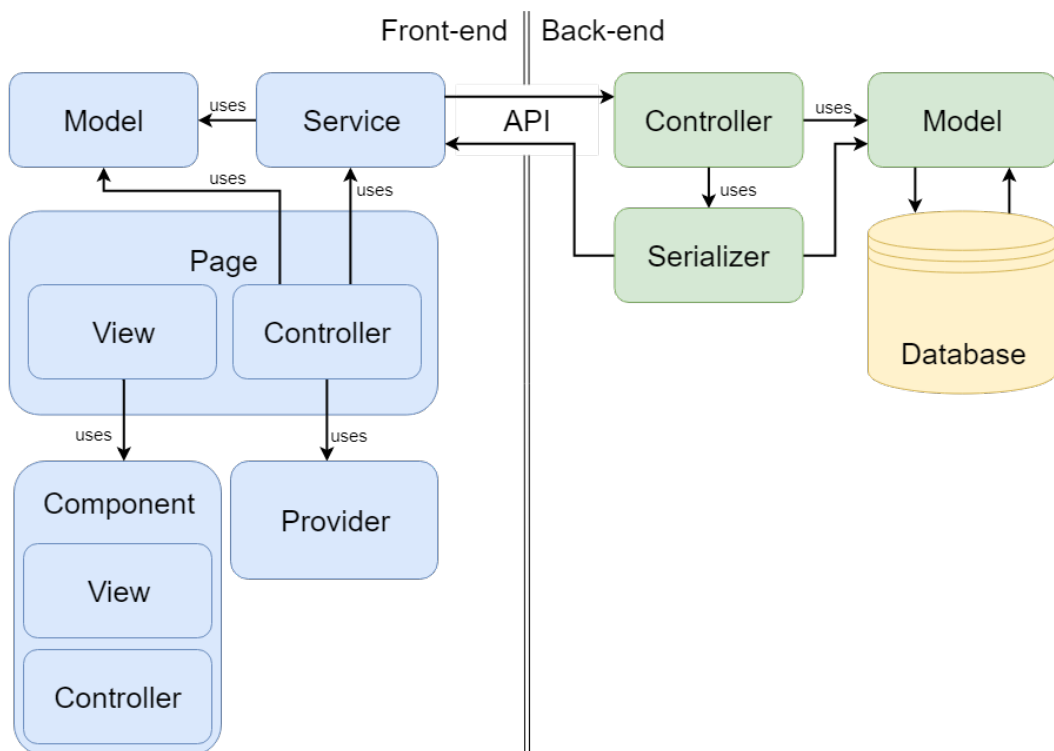 Front-end
Back-end
Model
uses
Service
API
Controller
uses
Model
uses
uses
uses
Page
Serializer
View
Controller
Database
uses
uses
Component
Provider
View
Controller